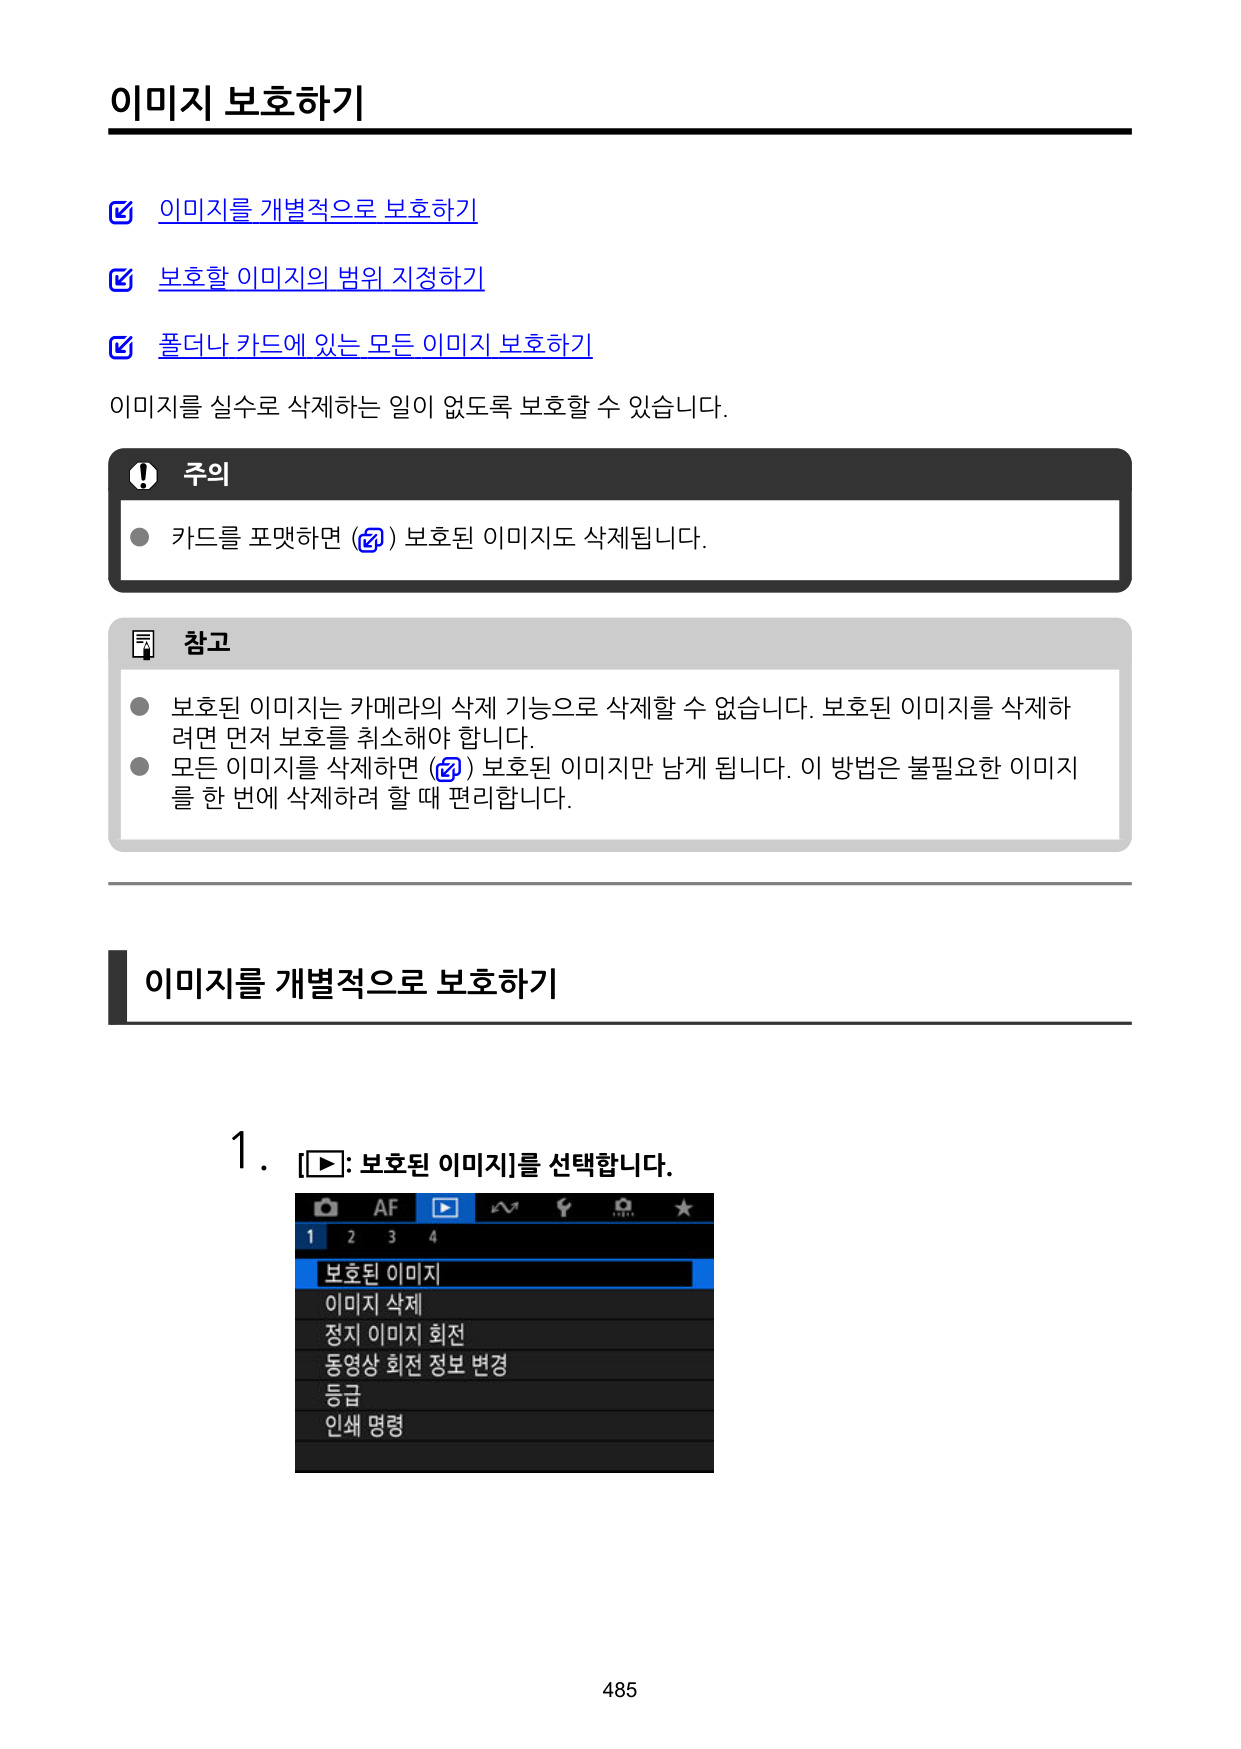 이미지 보호하기
이미지를 개별적으로 보호하기
보호할 이미지의 범위 지정하기
폴더나 카드에 있는 모든 이미지 보호하기
이미지를 실수로 삭제하는 일이 없도록 보호할 수 있습니다.
주의
● 카드를 포맷하면 ( ) 보호된 이미지도 삭제됩니다.
참고
● 보호된 이미지는 카메라의 삭제 기능으로 삭제할 수 없습니다. 보호된 이미지를 삭제하
려면 먼저 보호를 취소해야 합니다.
● 모든 이미지를 삭제하면 ( ) 보호된 이미지만 남게 됩니다. 이 방법은 불필요한 이미지
를 한 번에 삭제하려 할 때 편리합니다.
이미지를 개별적으로 보호하기
1. [▶: 보호된 이미지]를 선택합니다.
AF
1 2 3 4
보호된 이미지
이미지 삭제
정지 이미지 회전
동영상 회전 정보 변경
등급
인쇄 명령
485